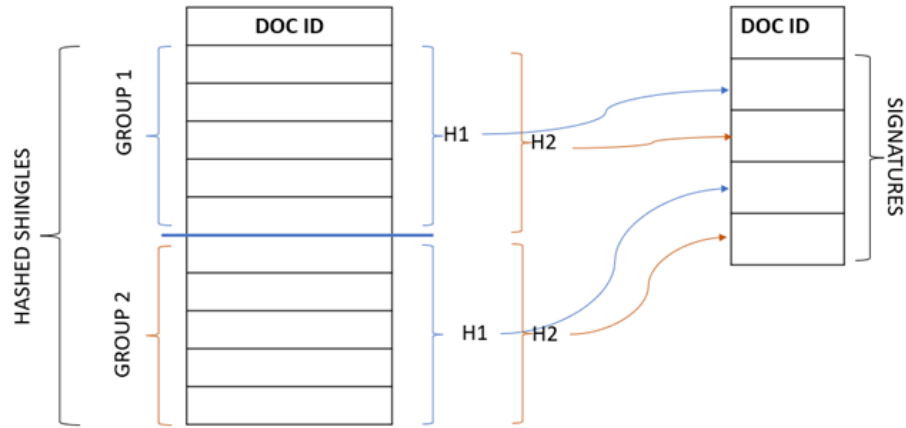 DOC ID
DOC ID
HASHED SHINGLES
GROUP 1
H1
H2
SIGNATURES
GROUP 2
H1
H2